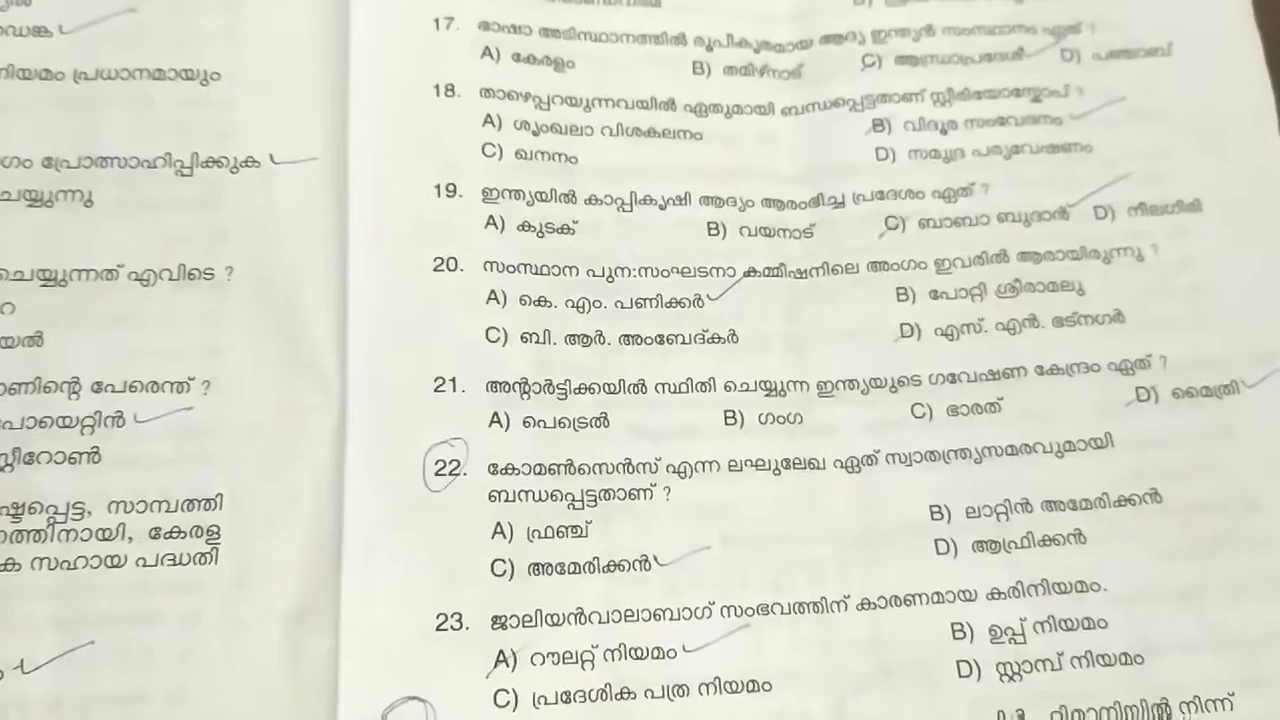 നിയമം പ്രധാനമായും
ഗം പ്രോത്സാഹിപ്പിക്കുക
ചയ്യുന്നു
ചെയ്യുന്നത് എവിടെ ?
റ
യൽ
ണിന്റെ പേരെന്ത് ?
പായെറ്റിൻ
സ്റ്റീറോൺ
ഷ്ടപ്പെട്ട, സാമ്പത്തി
ത്തിനായി, കേരള
ക സഹായ പദ്ധതി
17. ഭാഷാ അടിസ്ഥാനത്തിൽ രൂപികൃതമായ ആദ്യ ഇന്ത്യൻ സംസ്ഥാനം ഏത് ?
A) കേരളം B) തമിഴ്നാട് C) ആന്ധ്രാപ്രദേശ് D) പഞ്ചാബ്
18. താഴെപ്പറയുന്നവയിൽ ഏതുമായി ബന്ധപ്പെട്ടതാണ് സ്റ്റീരിയോസ്കോപ് ?
A) ശൃംഖലാ വിശകലനം B) വിദൂര സംവേദനം
C) ഖനനം D) സമുദ്ര പര്യവേഷണം
19. ഇന്ത്യയിൽ കാപ്പികൃഷി ആദ്യം ആരംഭിച്ച പ്രദേശം ഏത് ?
A) കുടക് B) വയനാട് C) ബാബാ ബുദാൻ D) നീലഗിരി
20. സംസ്ഥാന പുന:സംഘടനാ കമ്മീഷനിലെ അംഗം ഇവരിൽ ആരായിരുന്നു ?
A) കെ. എം. പണിക്കർ B) പോറ്റി ശ്രീരാമലു
C) ബി. ആർ. അംബേദ്കർ D) എസ്. എൻ. ഭട്നഗർ
21. അന്റാർട്ടിക്കയിൽ സ്ഥിതി ചെയ്യുന്ന ഇന്ത്യയുടെ ഗവേഷണ കേന്ദ്രം ഏത് ?
A) പെട്രെൽ B) ഗംഗ C) ഭാരത് D) മൈത്രി
22. കോമൺസെൻസ് എന്ന ലഘുലേഖ ഏത് സ്വാതന്ത്ര്യസമരവുമായി
ബന്ധപ്പെട്ടതാണ് ?
A) ഫ്രഞ്ച് B) ലാറ്റിൻ അമേരിക്കൻ
C) അമേരിക്കൻ D) ആഫ്രിക്കൻ
23. ജാലിയൻവാലാബാഗ് സംഭവത്തിന് കാരണമായ കരിനിയമം.
A) റൗലറ്റ് നിയമം B) ഉപ്പ് നിയമം
C) പ്രദേശിക പത്ര നിയമം D) സ്റ്റാമ്പ് നിയമം
നിന്ന്